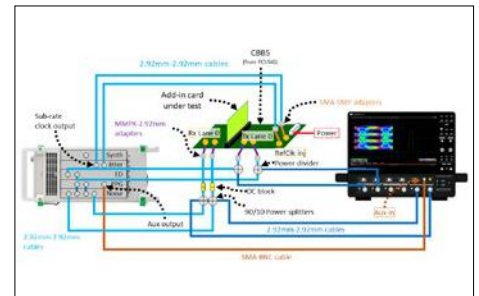 CBB5
(from PCI-SIG)
2.92mm-2.92mm cables
Add-in card
under test
SMA-SMP adapters
Sub-rate
clock output
MMPX-2.92mm
adapters
Rx Lane 0
Tx Lane 0
Power
RefClk inj
Power divider
Synth
Jitter
ED
PPG
Noise
DC block
Aux output
90/10 Power splitters
Aux in
2.92mm-2.92mm
cables
2.92mm-2.92mm cables
SMA-BNC cable